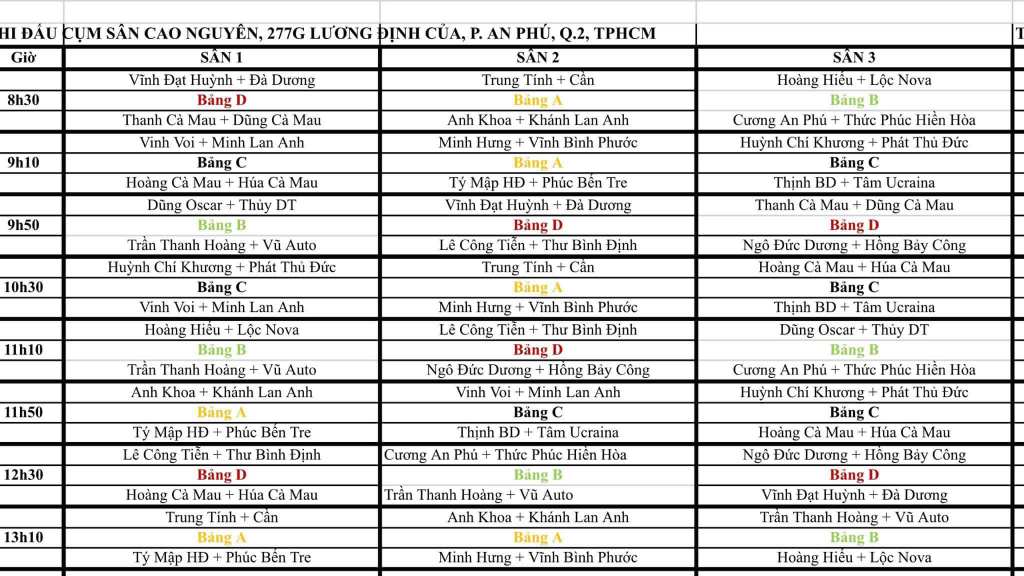 HI ĐẤU CỤM SÂN CAO NGUYÊN, 277G LƯƠNG ĐỊNH CỦA, P. AN PHÚ, Q.2, TPHCM T
Giờ SÂN 1 SÂN 2 SÂN 3
Vĩnh Đạt Huỳnh + Đà Dương Trung Tính + Cần Hoàng Hiếu + Lộc Nova
8h30 Bảng D Bảng A Bảng B
Thanh Cà Mau + Dũng Cà Mau Anh Khoa + Khánh Lan Anh Cương An Phú + Thức Phúc Hiền Hòa
Vinh Voi + Minh Lan Anh Minh Hưng + Vĩnh Bình Phước Huỳnh Chí Khương + Phát Thủ Đức
9h10 Bảng C Bảng A Bảng C
Hoàng Cà Mau + Húa Cà Mau Tý Mập HĐ + Phúc Bến Tre Thịnh BD + Tâm Ucraina
Dũng Oscar + Thủy DT Vĩnh Đạt Huỳnh + Đà Dương Thanh Cà Mau + Dũng Cà Mau
9h50 Bảng B Bảng D Bảng D
Trần Thanh Hoàng + Vũ Auto Lê Công Tiễn + Thư Bình Định Ngô Đức Dương + Hồng Bảy Công
Huỳnh Chí Khương + Phát Thủ Đức Trung Tính + Cần Hoàng Cà Mau + Húa Cà Mau
10h30 Bảng C Bảng A Bảng C
Vinh Voi + Minh Lan Anh Minh Hưng + Vĩnh Bình Phước Thịnh BD + Tâm Ucraina
Hoàng Hiếu + Lộc Nova Lê Công Tiễn + Thư Bình Định Dũng Oscar + Thủy DT
11h10 Bảng B Bảng D Bảng B
Trần Thanh Hoàng + Vũ Auto Ngô Đức Dương + Hồng Bảy Công Cương An Phú + Thức Phúc Hiền Hòa
Anh Khoa + Khánh Lan Anh Vinh Voi + Minh Lan Anh Huỳnh Chí Khương + Phát Thủ Đức
11h50 Bảng A Bảng C Bảng C
Tý Mập HĐ + Phúc Bến Tre Thịnh BD + Tâm Ucraina Hoàng Cà Mau + Húa Cà Mau
Lê Công Tiễn + Thư Bình Định Cương An Phú + Thức Phúc Hiền Hòa Ngô Đức Dương + Hồng Bảy Công
12h30 Bảng D Bảng B Bảng D
Hoàng Cà Mau + Húa Cà Mau Trần Thanh Hoàng + Vũ Auto Vĩnh Đạt Huỳnh + Đà Dương
Trung Tính + Cần Anh Khoa + Khánh Lan Anh Trần Thanh Hoàng + Vũ Auto
13h10 Bảng A Bảng A Bảng B
Tý Mập HĐ + Phúc Bến Tre Minh Hưng + Vĩnh Bình Phước Hoàng Hiếu + Lộc Nova